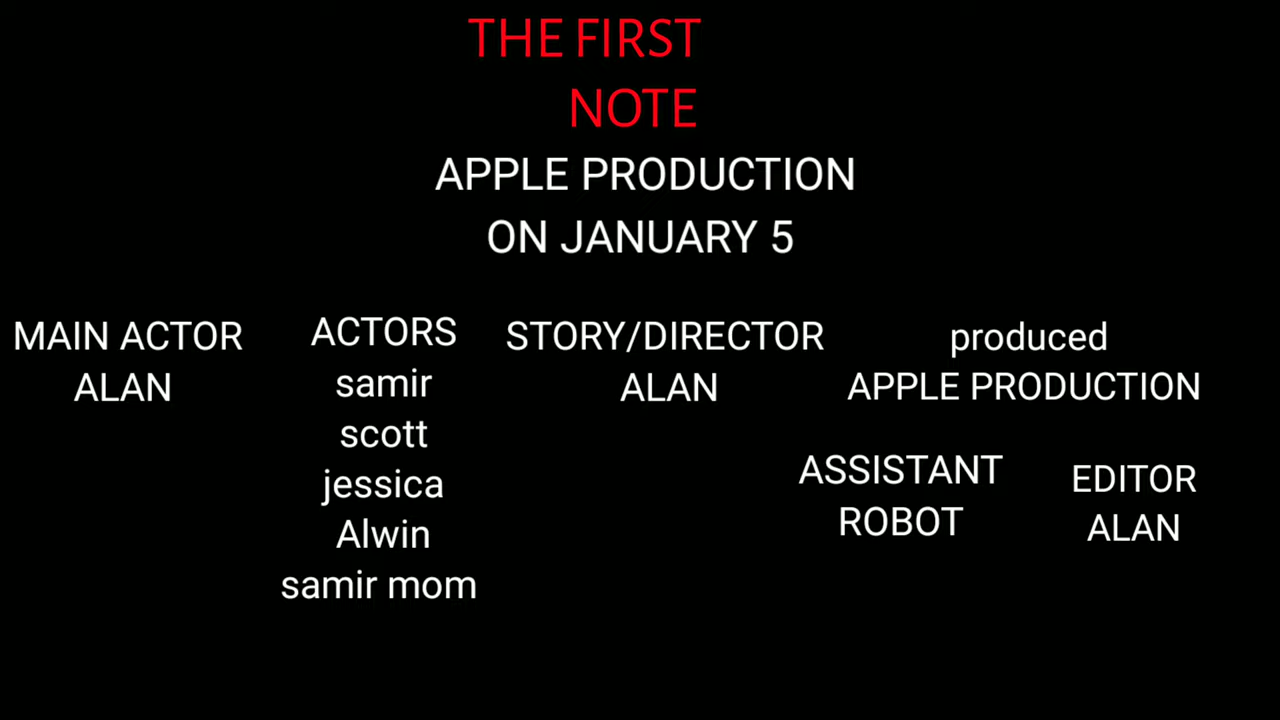 THE FIRST
NOTE
APPLE PRODUCTION
ON JANUARY 5
MAIN ACTOR
ALAN
ACTORS
samir
scott
jessica
Alwin
samir mom
STORY/DIRECTOR
ALAN
produced
APPLE PRODUCTION
ASSISTANT
ROBOT
EDITOR
ALAN